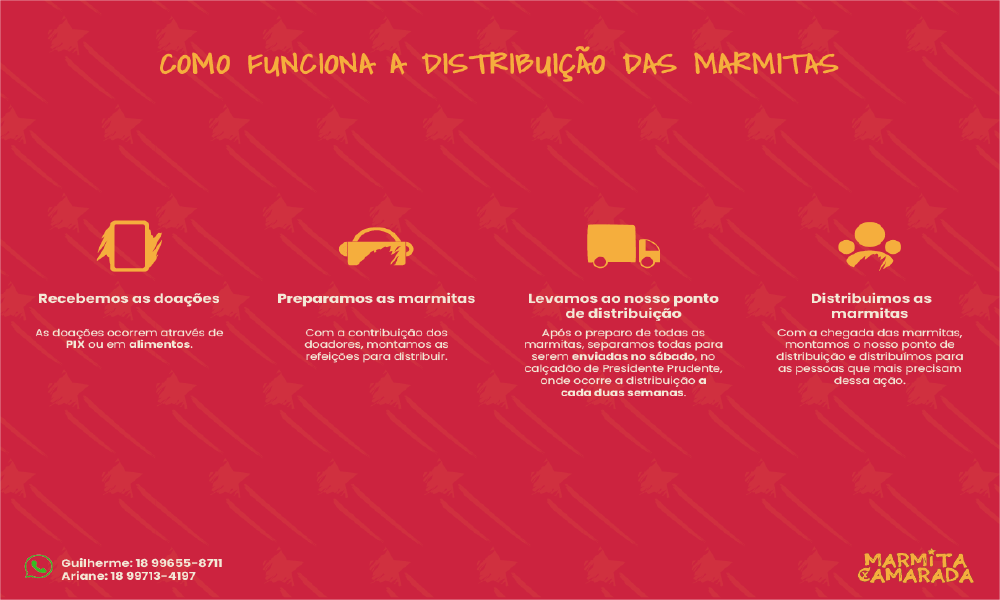 COMO FUNCIONA A DISTRIBUIÇÃO DAS MARMITAS
Recebemos as doações
As doações ocorrem através de
PIX ou em alimentos.
Preparamos as marmitas
Com a contribuição dos
doadores, montamos as
refeições para distribuir.
Levamos ao nosso ponto
de distribuição
Após o preparo de todas as
marmitas, separamos todas para
serem enviadas no sábado, no
calçadão de Presidente Prudente,
onde ocorre a distribuição a
cada duas semanas.
Distribuimos as
marmitas
Com a chegada das marmitas,
montamos o nosso ponto de
distribuição e distribuímos para
as pessoas que mais precisam
dessa ação.
Guilherme: 18 99655-8711
Ariane: 18 99713-4197
MARMITA
CAMARADA